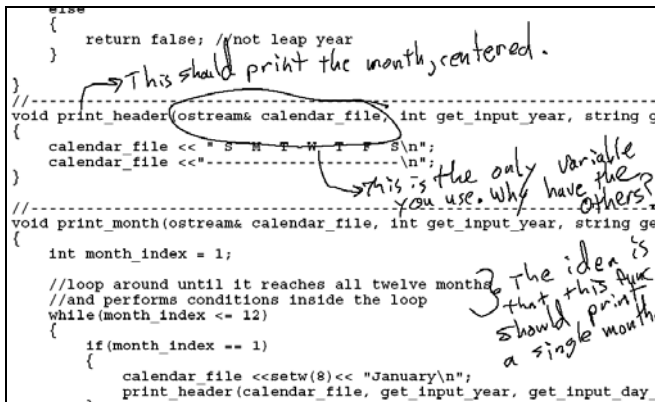 else
{
return false; //not leap year
}
This should print the month, centered.
}
//
void print_header(ostream& calendar_file, int get_input_year, string g
{
calendar_file << " S M T W T F S\n";
calendar_file <<"---------------------\n";
}
This is the only variable
you use. Why have the
others?
//
void print_month(ostream& calendar_file, int get_input_year, string ge
{
int month_index = 1;
//loop around until it reaches all twelve months
//and performs conditions inside the loop
The idea is
that this func
should print
a single month
while(month_index <= 12)
{
if(month_index == 1)
{
calendar_file <<setw(8)<< "January\n";
print_header(calendar_file, get_input_year, get_input_day_